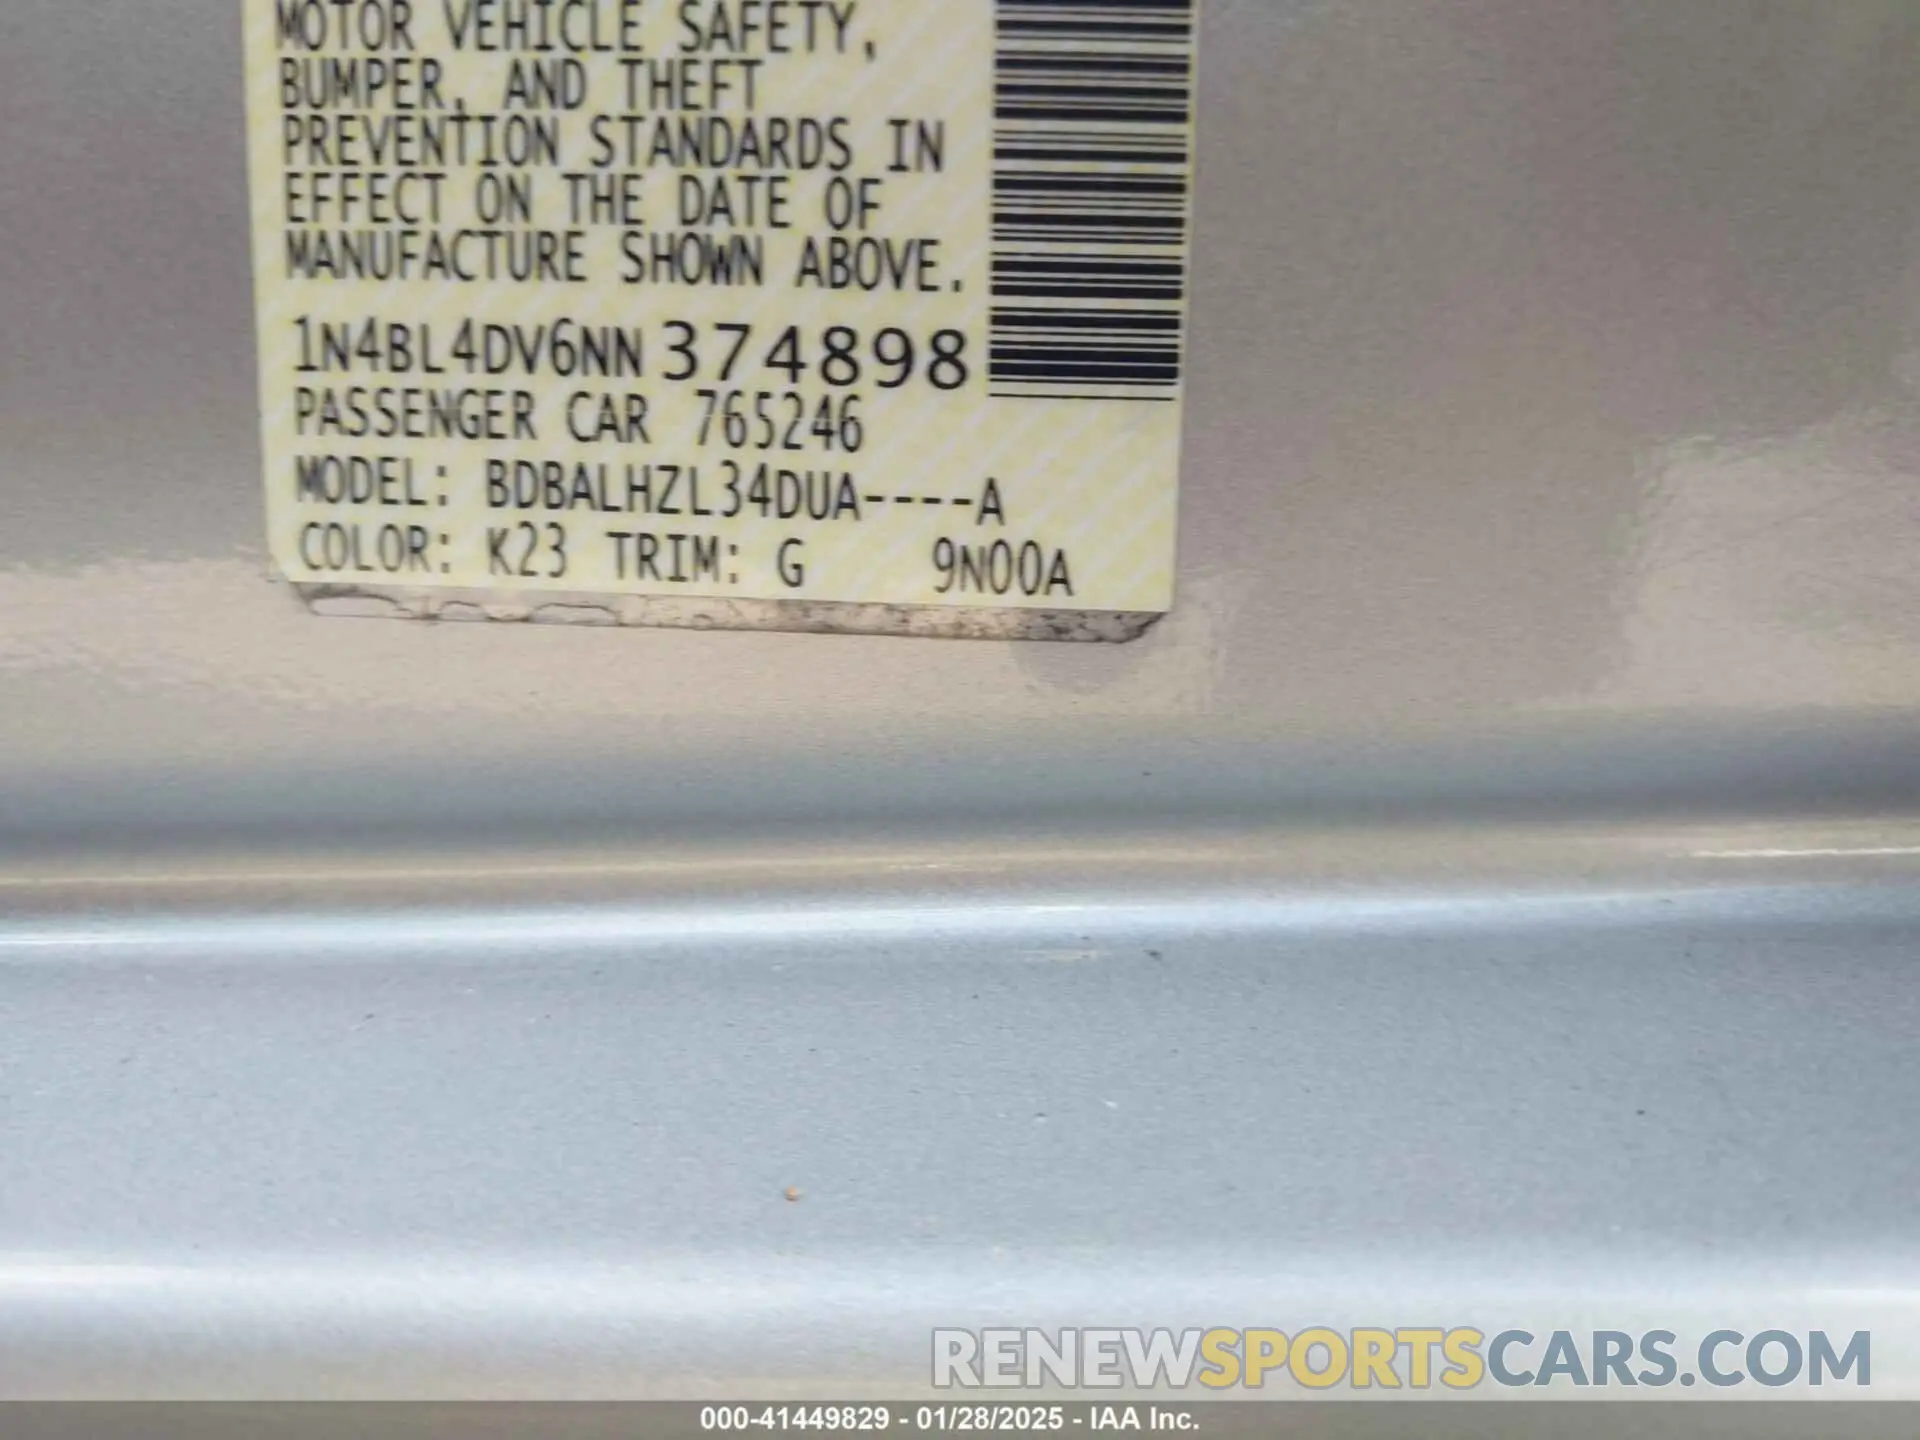 MOTOR VEHICLE SAFETY,
BUMPER, AND THEFT
PREVENTION STANDARDS IN
EFFECT ON THE DATE OF
MANUFACTURE SHOWN ABOVE.
1N4BL4DV6NN374898
PASSENGER CAR 765246
MODEL: BDBALHZL34DUA----A
COLOR: K23 TRIM: G 9N00A
RENEWSPORTSCARS.COM
000-41449829 - 01/28/2025 - IAA Inc.